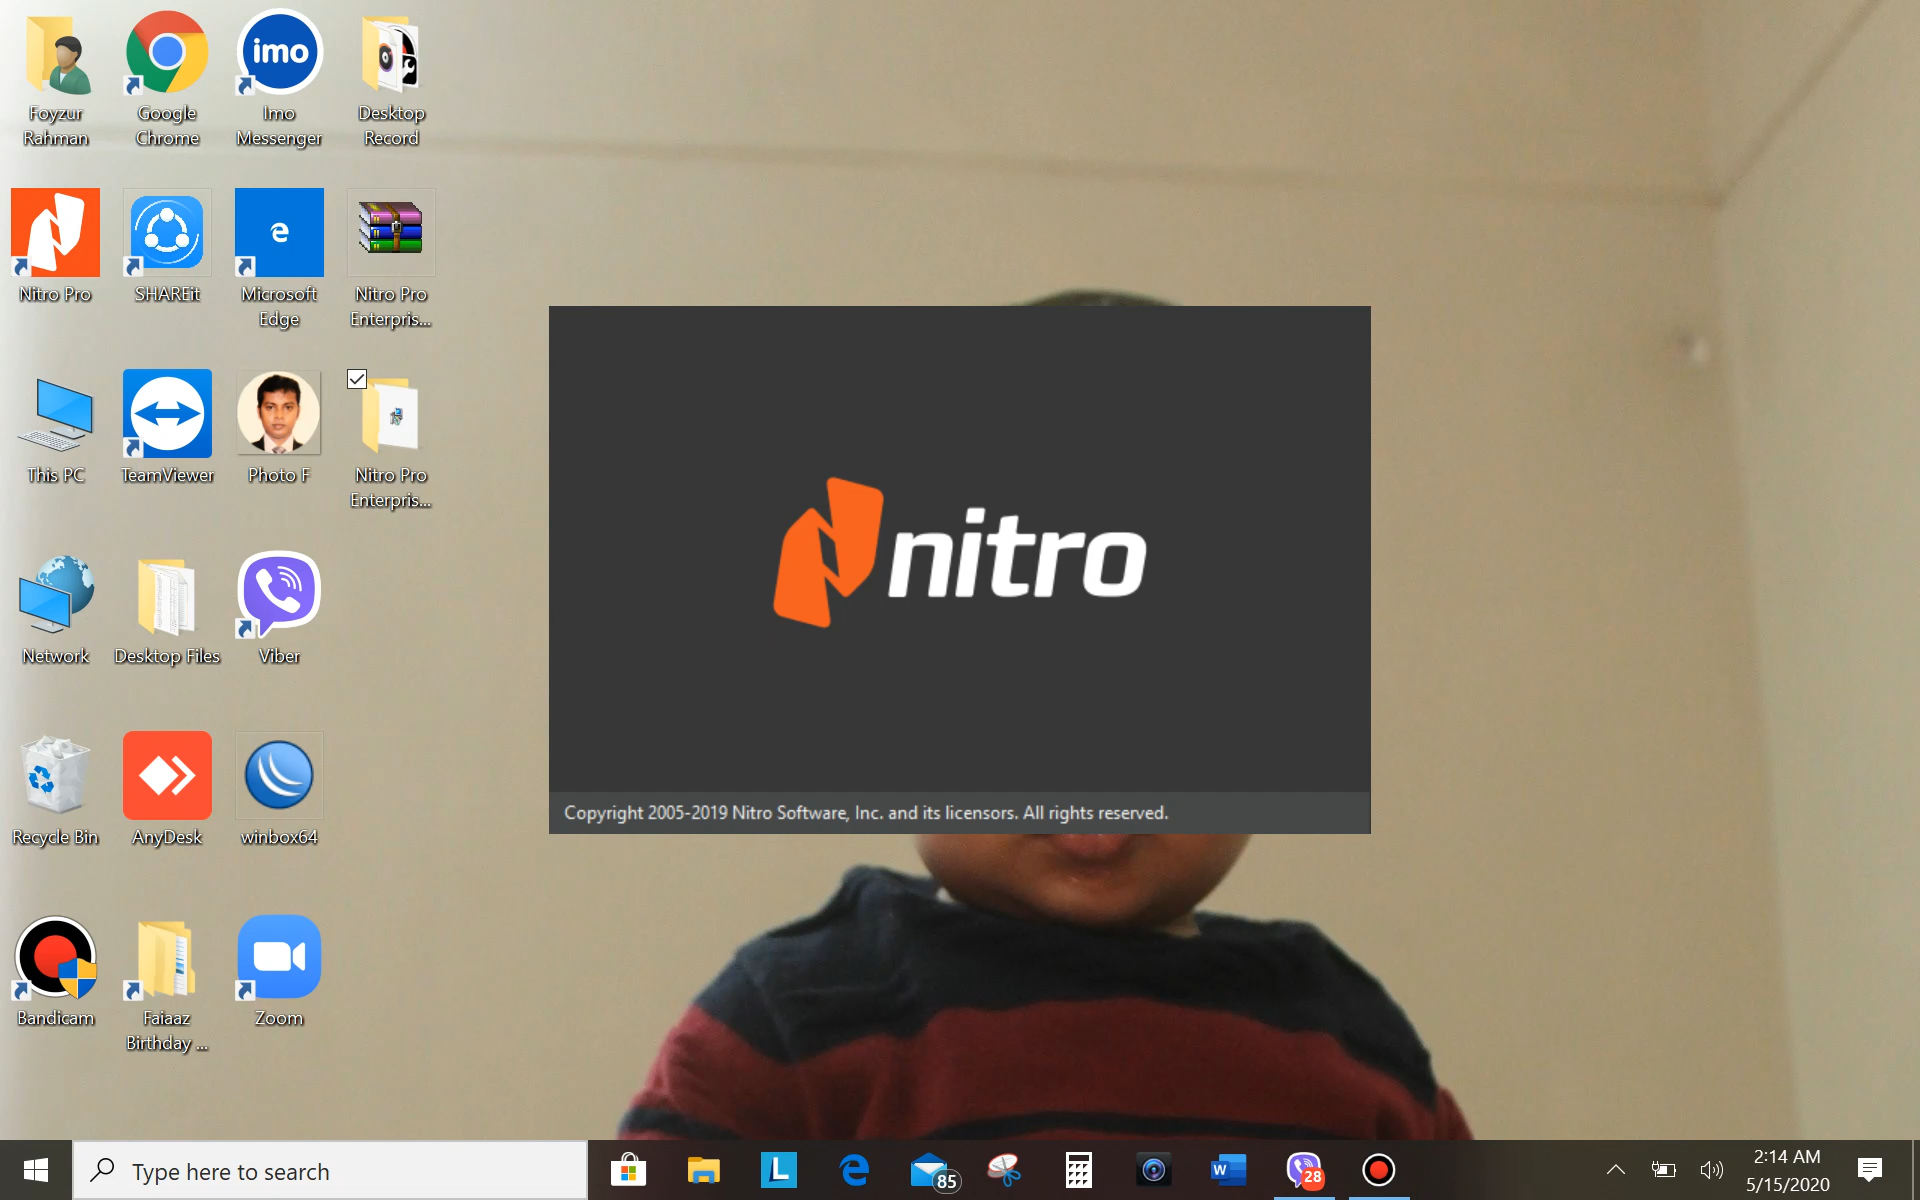 Foyzur
Rahman
Google
Chrome
imo
Imo
Messenger
Desktop
Record
Nitro Pro
SHAREit
Microsoft
Edge
Nitro Pro
Enterpris...
This PC
TeamViewer
Photo F
Nitro Pro
Enterpris...
nitro
Copyright 2005-2019 Nitro Software, Inc. and its licensors. All rights reserved.
Network
Desktop Files
Viber
Recycle Bin
AnyDesk
winbox64
Bandicam
Faiaaz
Birthday ...
Zoom
Type here to search
L
85
W
28
2:14 AM
5/15/2020